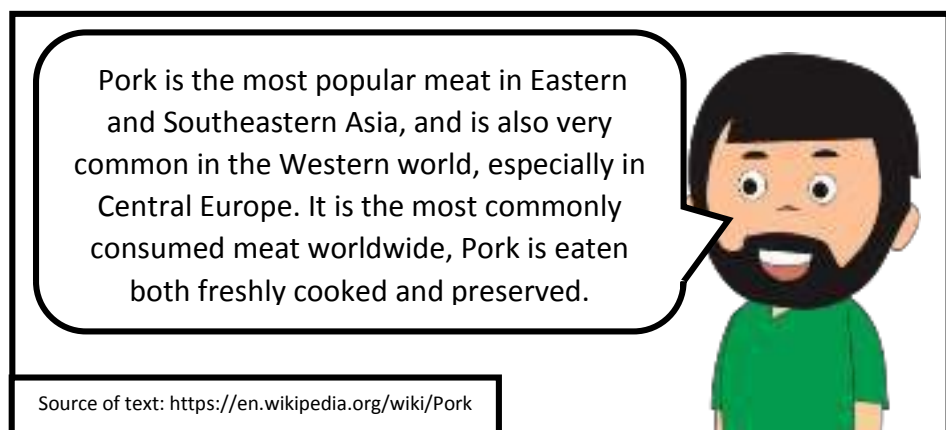 Pork is the most popular meat in Eastern
and Southeastern Asia, and is also very
common in the Western world, especially in
Central Europe. It is the most commonly
consumed meat worldwide, Pork is eaten
both freshly cooked and preserved.
Source of text: https://en.wikipedia.org/wiki/Pork